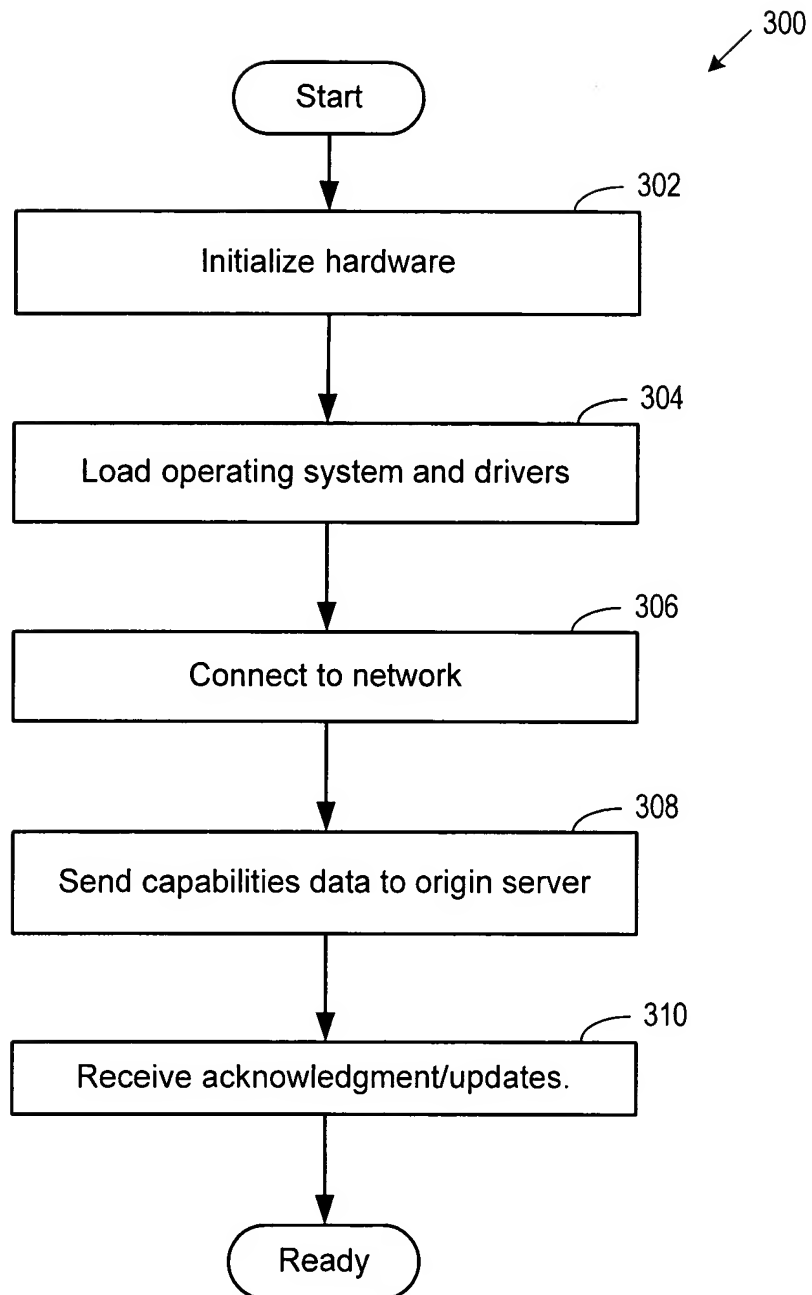 300
Start
302
Initialize hardware
304
Load operating system and drivers
306
Connect to network
308
Send capabilities data to origin server
310
Receive acknowledgment/updates.
Ready